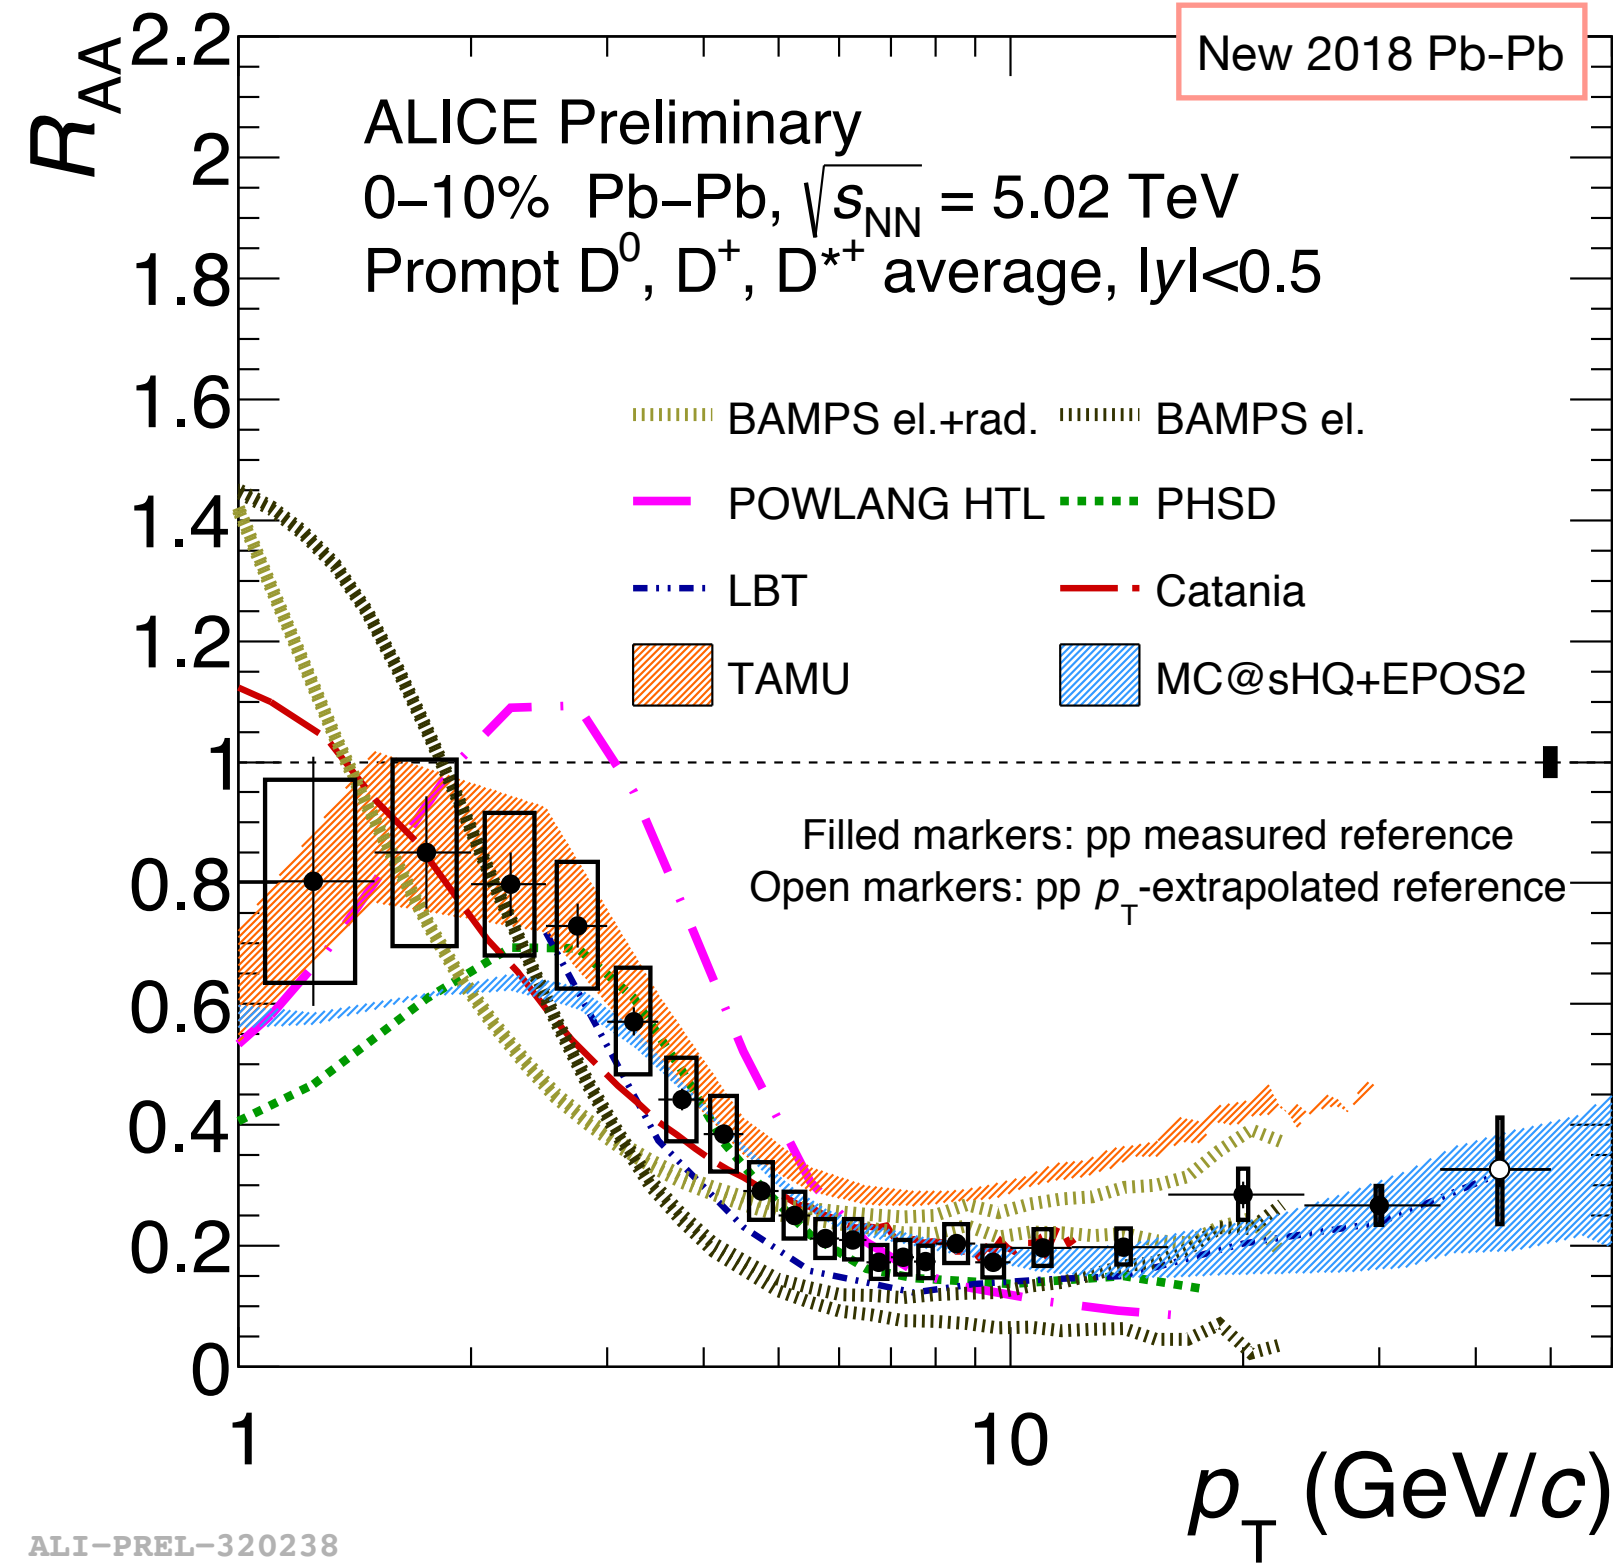 New 2018 Pb-Pb
R_AA
ALICE Preliminary
0–10% Pb–Pb, √s_NN = 5.02 TeV
Prompt D⁰, D⁺, D*⁺ average, |y|<0.5
BAMPS el.+rad.
BAMPS el.
POWLANG HTL
PHSD
LBT
Catania
TAMU
MC@sHQ+EPOS2
Filled markers: pp measured reference
Open markers: pp p_T-extrapolated reference
2.2
2
1.8
1.6
1.4
1.2
1
0.8
0.6
0.4
0.2
0
1
10
p_T (GeV/c)
ALI-PREL-320238